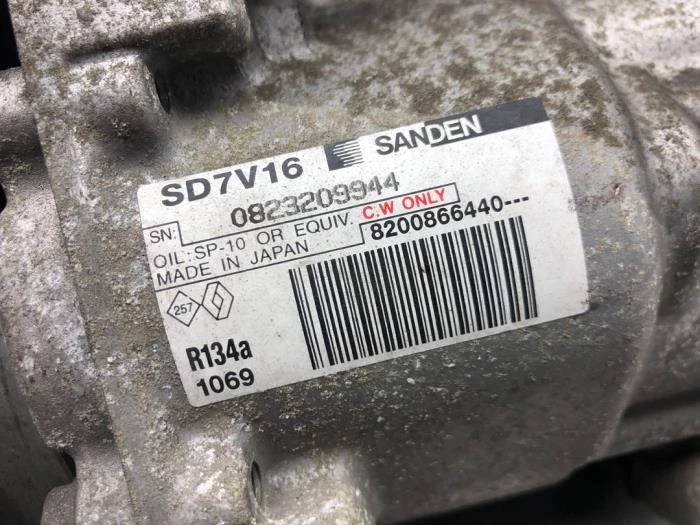 SD7V16 SANDEN
SN: 0823209944
OIL:SP-10 OR EQUIV. C.W ONLY
MADE IN JAPAN 8200866440---
257
R134a
1069